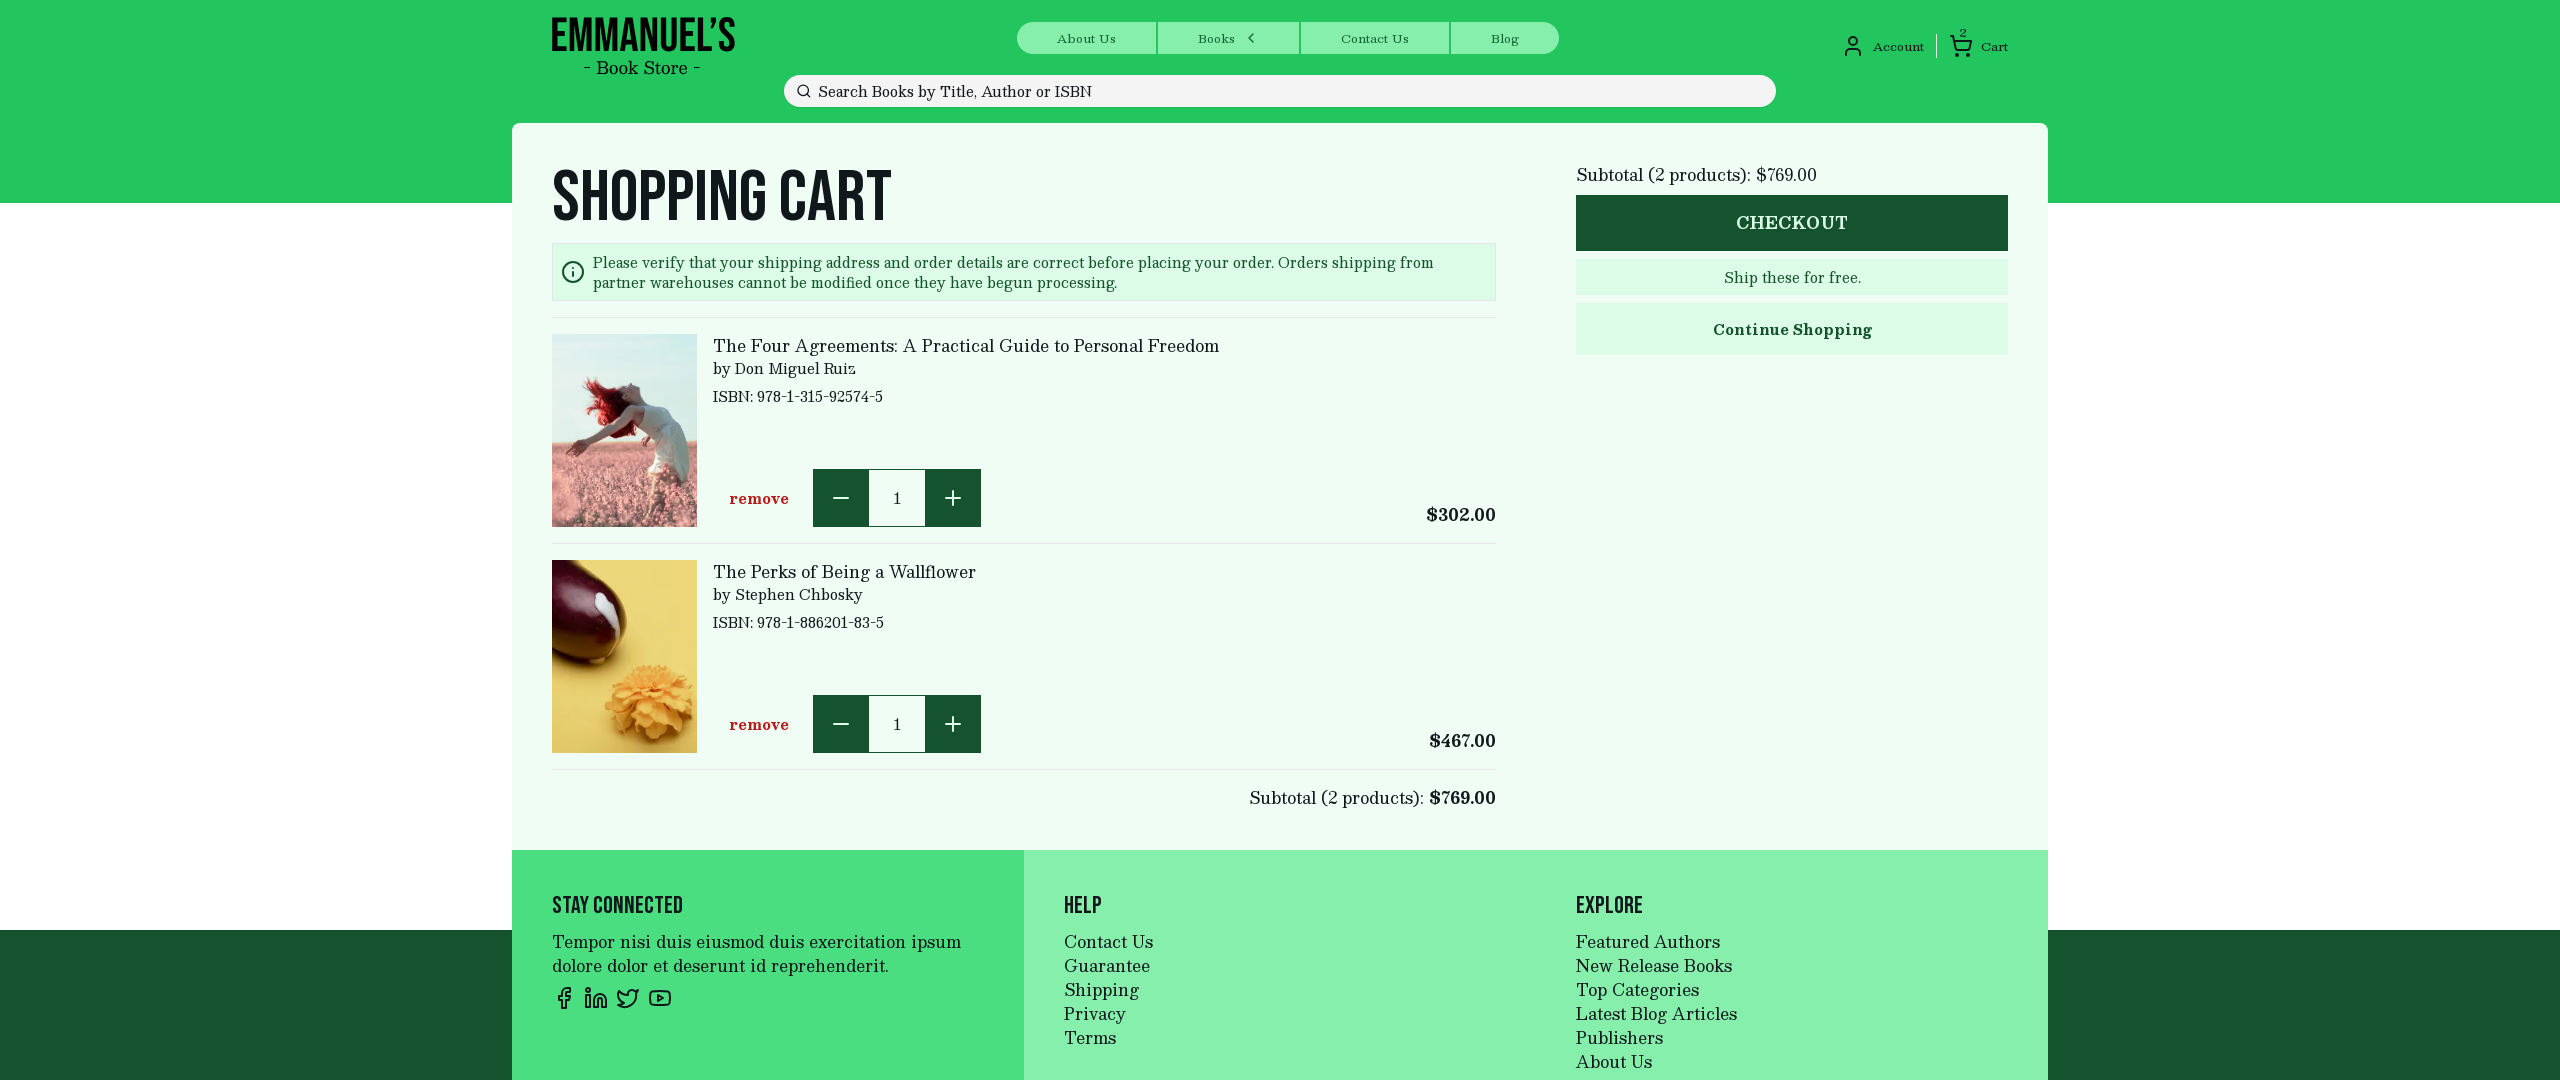 EMMANUEL'S
- Book Store -
About Us
Books
Contact Us
Blog
Account
2
Cart
Search Books by Title, Author or ISBN
SHOPPING CART
Please verify that your shipping address and order details are correct before placing your order. Orders shipping from
partner warehouses cannot be modified once they have begun processing.
The Four Agreements: A Practical Guide to Personal Freedom
by Don Miguel Ruiz
ISBN: 978-1-315-92574-5
remove
1
$302.00
The Perks of Being a Wallflower
by Stephen Chbosky
ISBN: 978-1-886201-83-5
remove
1
$467.00
Subtotal (2 products): $769.00
Subtotal (2 products): $769.00
CHECKOUT
Ship these for free.
Continue Shopping
STAY CONNECTED
Tempor nisi duis eiusmod duis exercitation ipsum
dolore dolor et deserunt id reprehenderit.
HELP
Contact Us
Guarantee
Shipping
Privacy
Terms
EXPLORE
Featured Authors
New Release Books
Top Categories
Latest Blog Articles
Publishers
About Us